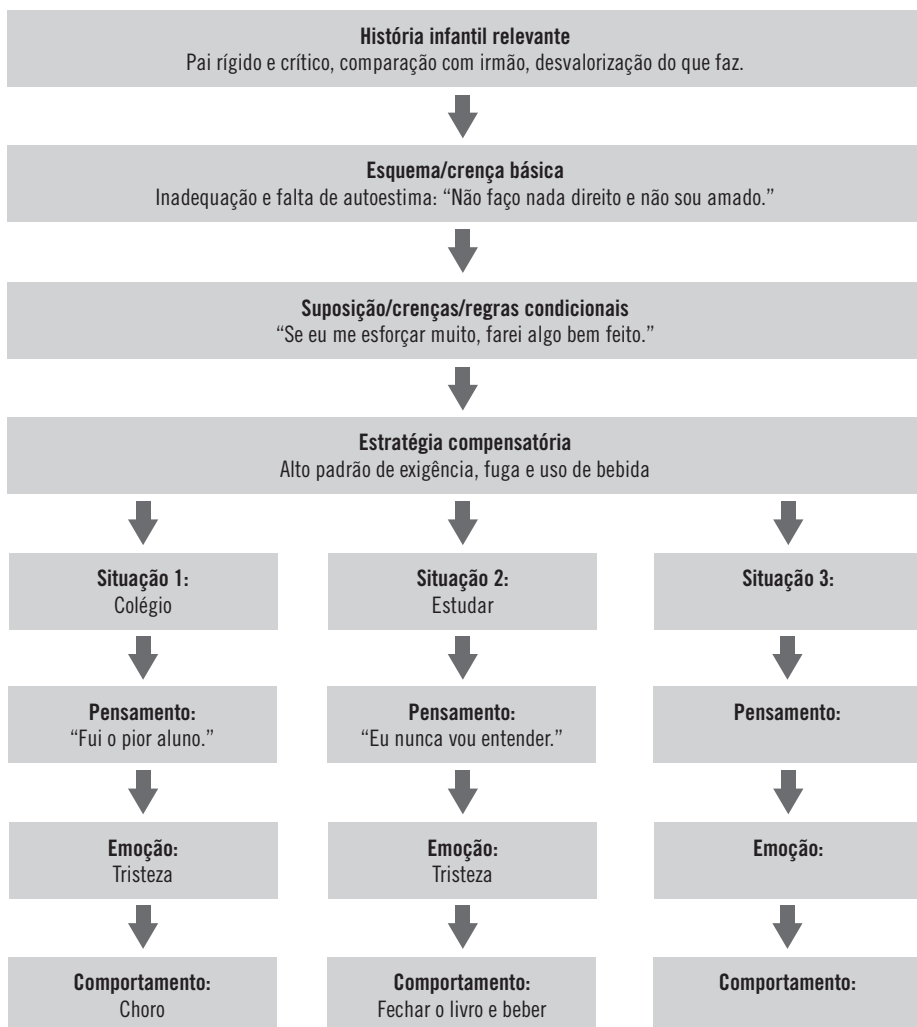 História infantil relevante
Pai rígido e crítico, comparação com irmão, desvalorização do que faz.
Esquema/crença básica
Inadequação e falta de autoestima: “Não faço nada direito e não sou amado.”
Suposição/crenças/regras condicionais
“Se eu me esforçar muito, farei algo bem feito.”
Estratégia compensatória
Alto padrão de exigência, fuga e uso de bebida
Situação 1:
Colégio
Situação 2:
Estudar
Situação 3:
Pensamento:
“Fui o pior aluno.”
Pensamento:
“Eu nunca vou entender.”
Pensamento:
Emoção:
Tristeza
Emoção:
Tristeza
Emoção:
Comportamento:
Choro
Comportamento:
Fechar o livro e beber
Comportamento: